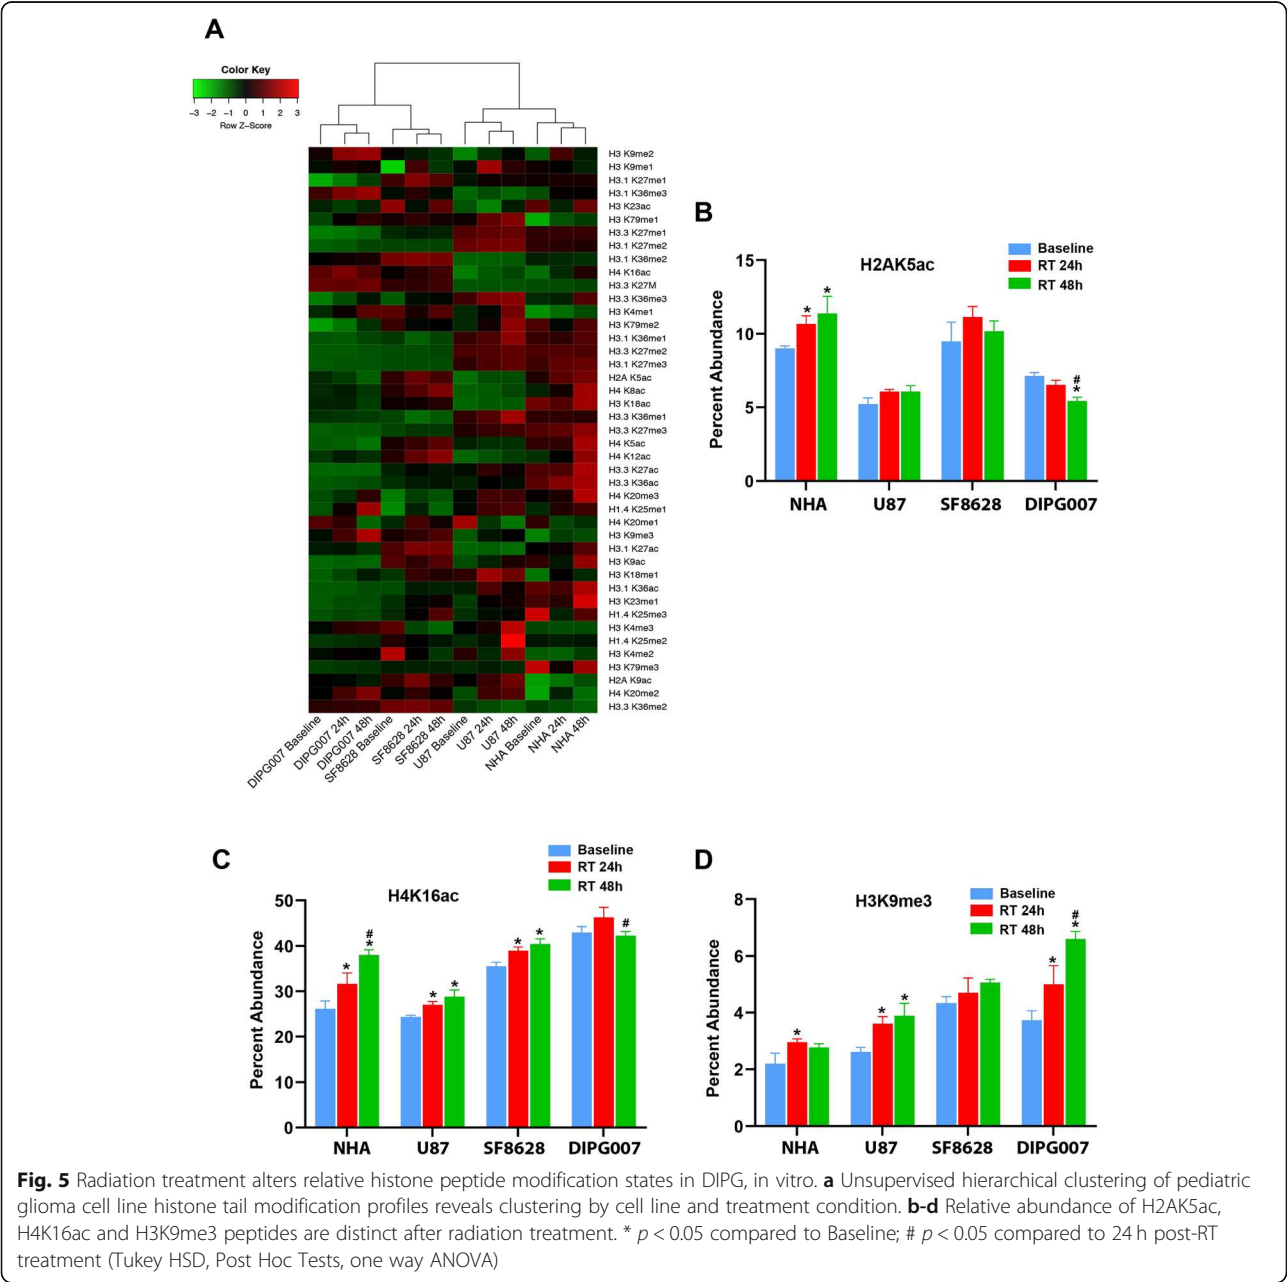 A
Color Key
−3 −2 −1 0 1 2 3
Row Z−Score
H3 K9me2
H3 K9me1
H3.1 K27me1
H3.1 K36me3
H3 K23ac
H3 K79me1
H3.3 K27me1
H3.1 K27me2
H3.1 K36me2
H4 K16ac
H3.3 K27M
H3.3 K36me3
H3 K4me1
H3 K79me2
H3.1 K36me1
H3.3 K27me2
H3.1 K27me3
H2A K5ac
H4 K8ac
H3 K18ac
H3.3 K36me1
H3.3 K27me3
H4 K5ac
H4 K12ac
H3.3 K27ac
H3.3 K36ac
H4 K20me3
H1.4 K25me1
H4 K20me1
H3 K9me3
H3.1 K27ac
H3 K9ac
H3 K18me1
H3.1 K36ac
H3 K23me1
H1.4 K25me3
H3 K4me3
H1.4 K25me2
H3 K4me2
H3 K79me3
H2A K9ac
H4 K20me2
H3.3 K36me2
DIPG007 Baseline
DIPG007 24h
DIPG007 48h
SF8628 Baseline
SF8628 24h
SF8628 48h
U87 Baseline
U87 24h
U87 48h
NHA Baseline
NHA 24h
NHA 48h
B
H2AK5ac
Baseline
RT 24h
RT 48h
Percent Abundance
15
10
5
0
* *
#
*
NHA U87 SF8628 DIPG007
C
H4K16ac
Baseline
RT 24h
RT 48h
Percent Abundance
50
40
30
20
10
0
* #
*
* *
* *
#
NHA U87 SF8628 DIPG007
D
H3K9me3
Baseline
RT 24h
RT 48h
Percent Abundance
8
6
4
2
0
*
* *
* #
*
NHA U87 SF8628 DIPG007
Fig. 5 Radiation treatment alters relative histone peptide modification states in DIPG, in vitro. a Unsupervised hierarchical clustering of pediatric
glioma cell line histone tail modification profiles reveals clustering by cell line and treatment condition. b-d Relative abundance of H2AK5ac,
H4K16ac and H3K9me3 peptides are distinct after radiation treatment. * p < 0.05 compared to Baseline; # p < 0.05 compared to 24 h post-RT
treatment (Tukey HSD, Post Hoc Tests, one way ANOVA)